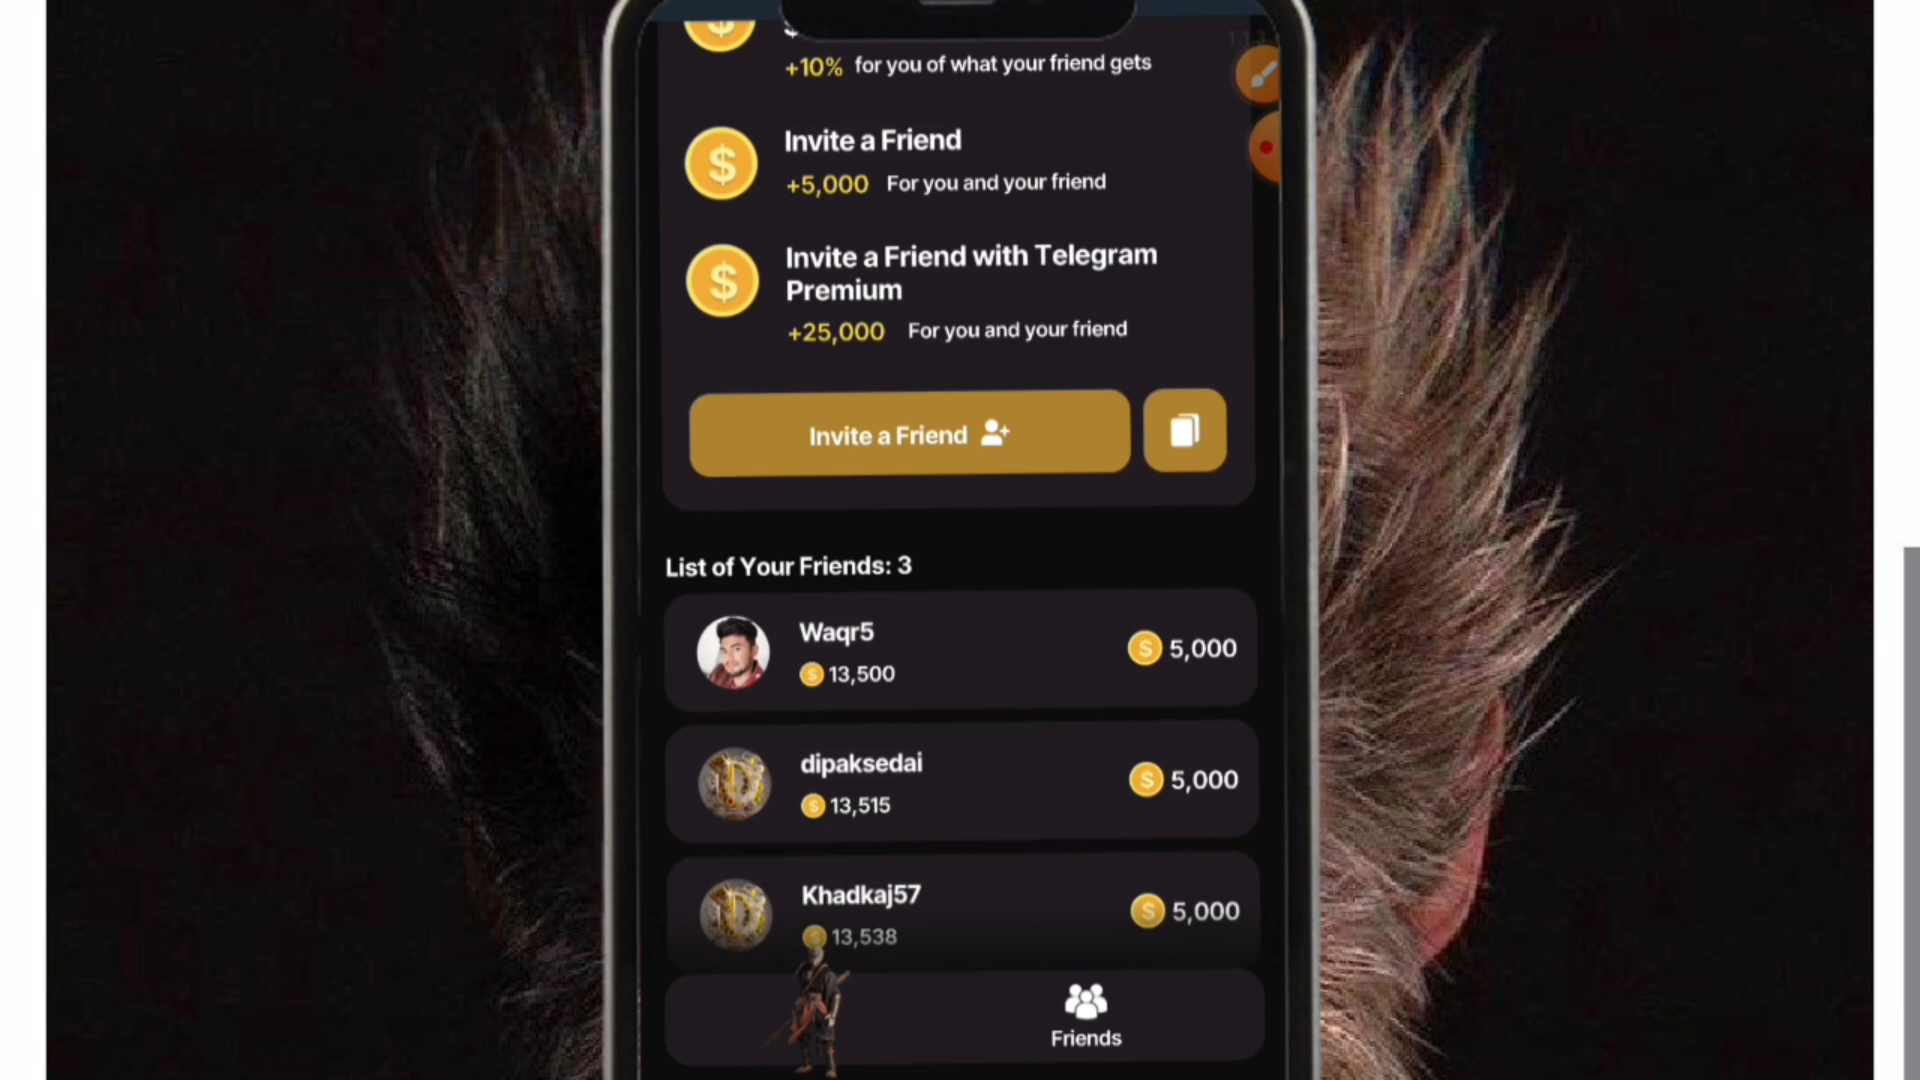 +10% for you of what your friend gets
Invite a Friend
+5,000 For you and your friend
Invite a Friend with Telegram
Premium
+25,000 For you and your friend
Invite a Friend
List of Your Friends: 3
Waqr5
13,500
5,000
dipaksedai
13,515
5,000
Khadkaj57
13,538
5,000
Friends